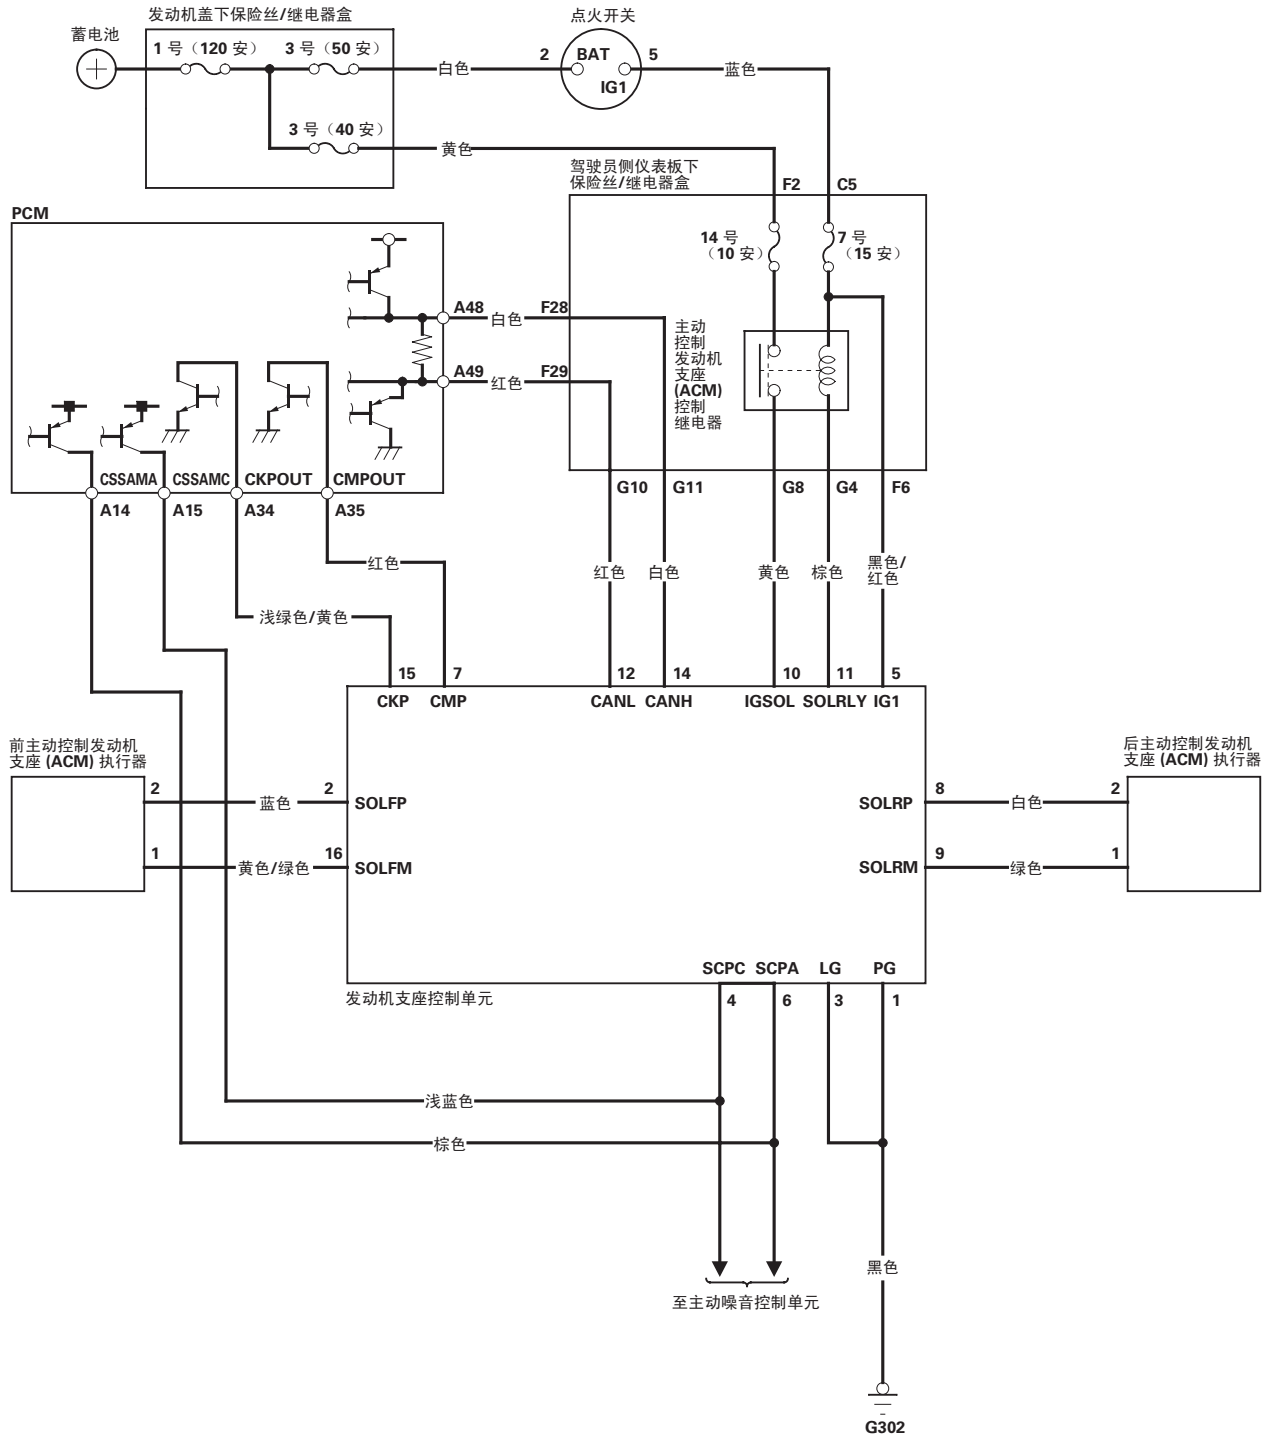 发动机盖下保险丝/继电器盒
点火开关
蓄电池
1 号（120 安）
3 号（50 安）
白色
2
BAT
IG1
5
蓝色
3 号（40 安）
黄色
驾驶员侧仪表板下
保险丝/继电器盒
F2
C5
PCM
14 号
（10 安）
7 号
（15 安）
A48
白色
F28
主动
控制
发动机
支座
(ACM)
控制
继电器
A49
红色
F29
CSSAMA
CSSAMC
CKPOUT
CMPOUT
A14
A15
A34
A35
G10
G11
G8
G4
F6
红色
红色
白色
黄色
棕色
黑色/
红色
浅绿色/黄色
15
7
12
14
10
11
5
CKP
CMP
CANL
CANH
IGSOL
SOLRLY
IG1
前主动控制发动机
支座 (ACM) 执行器
后主动控制发动机
支座 (ACM) 执行器
2
蓝色
2
SOLFP
SOLRP
8
白色
2
1
黄色/绿色
16
SOLFM
SOLRM
9
绿色
1
SCPC
SCPA
LG
PG
发动机支座控制单元
4
6
3
1
浅蓝色
棕色
黑色
至主动噪音控制单元
G302